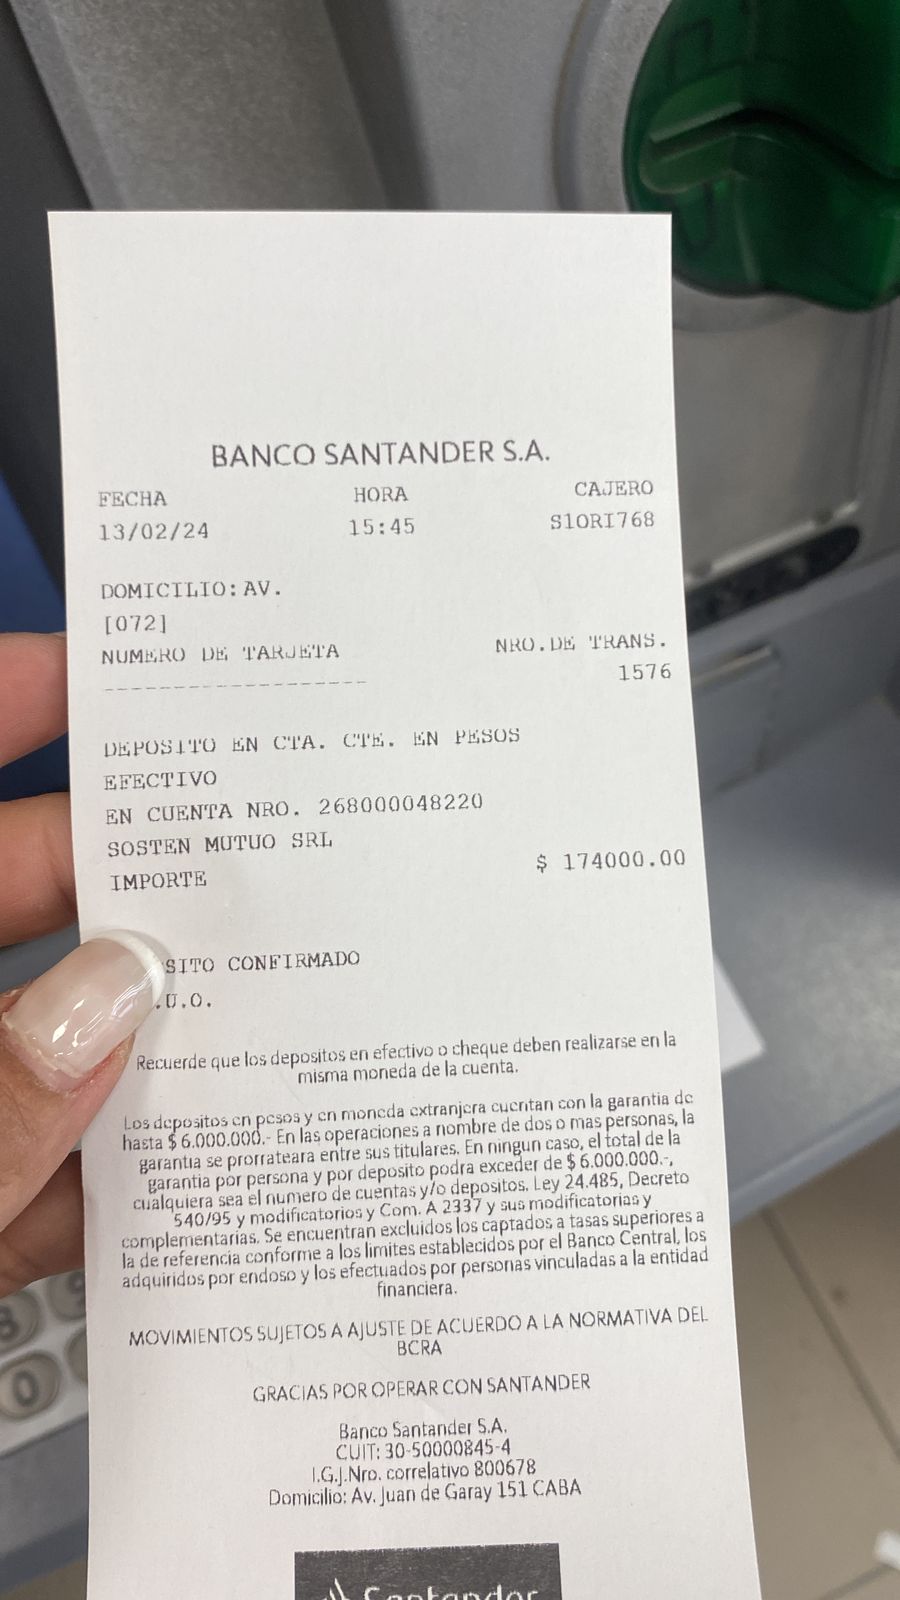 BANCO SANTANDER S.A.
FECHA HORA CAJERO
13/02/24 15:45 S1ORI768
DOMICILIO: AV.
[072]
NUMERO DE TARJETA NRO.DE TRANS.
------------------ 1576
DEPOSITO EN CTA. CTE. EN PESOS
EFECTIVO
EN CUENTA NRO. 268000048220
SOSTEN MUTUO SRL
IMPORTE $ 174000.00
SITO CONFIRMADO
.U.O.
Recuerde que los depositos en efectivo o cheque deben realizarse en la
misma moneda de la cuenta.
Los depositos en pesos y en moneda extranjera cuentan con la garantia de
hasta $ 6.000.000.- En las operaciones a nombre de dos o mas personas, la
garantia se prorrateara entre sus titulares. En ningun caso, el total de la
garantia por persona y por deposito podra exceder de $ 6.000.000.-,
cualquiera sea el numero de cuentas y/o depositos. Ley 24.485, Decreto
540/95 y modificatorios y Com. A 2337 y sus modificatorias y
complementarias. Se encuentran excluidos los captados a tasas superiores a
la de referencia conforme a los limites establecidos por el Banco Central, los
adquiridos por endoso y los efectuados por personas vinculadas a la entidad
financiera.
MOVIMIENTOS SUJETOS A AJUSTE DE ACUERDO A LA NORMATIVA DEL
BCRA
GRACIAS POR OPERAR CON SANTANDER
Banco Santander S.A.
CUIT: 30-50000845-4
I.G.J.Nro. correlativo 800678
Domicilio: Av. Juan de Garay 151 CABA
Santander
8 9
0